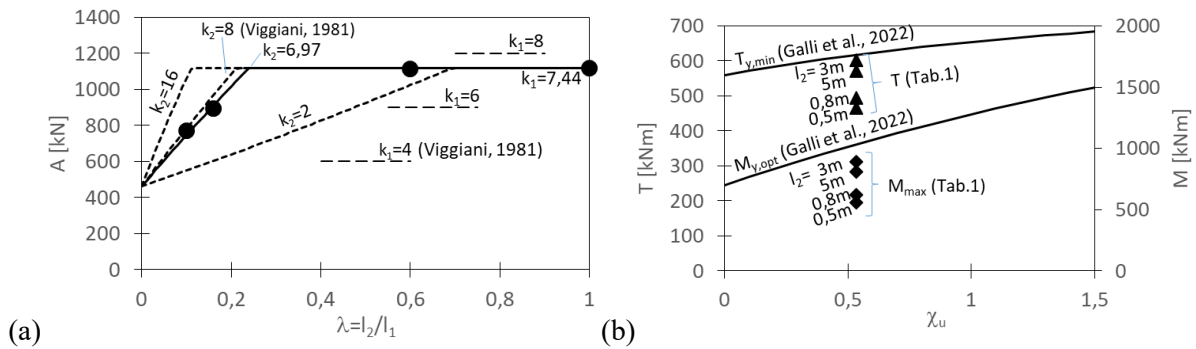 1400
1200
1000
800
600
400
200
0
A [kN]
k₂=8 (Viggiani, 1981)
k₂=6,97
k₁=8
k₁=7,44
k₂=16
k₁=6
k₂=2
k₁=4 (Viggiani, 1981)
0 0,2 0,4 0,6 0,8 1
λ=l₂/l₁
(a)
700
600
500
400
300
200
100
0
T [kNm]
2000
1500
1000
500
0
M [kNm]
T_y,min (Galli et al., 2022)
l₂= 3m
5m
0,8m
0,5m
T (Tab.1)
M_y,opt (Galli et al., 2022)
l₂= 3m
5m
0,8m
0,5m
M_max (Tab.1)
0 0,5 1 1,5
χ_u
(b)